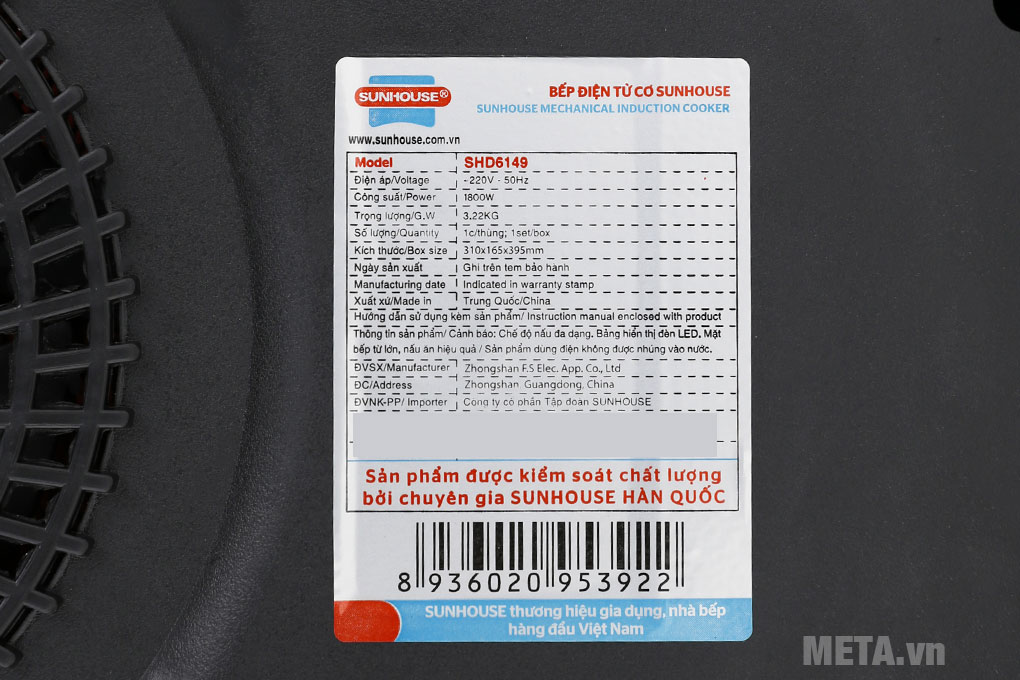 SUNHOUSE®
BẾP ĐIỆN TỪ CƠ SUNHOUSE
SUNHOUSE MECHANICAL INDUCTION COOKER
www.sunhouse.com.vn
Model SHD6149
Điện áp/Voltage ~220V - 50Hz
Công suất/Power 1800W
Trọng lượng/G.W 3.22KG
Số lượng/Quantity 1c/thùng; 1set/box
Kích thước/Box size 310x165x395mm
Ngày sản xuất Ghi trên tem bảo hành
Manufacturing date Indicated in warranty stamp
Xuất xứ/Made in Trung Quốc/China
Hướng dẫn sử dụng kèm sản phẩm/ Instruction manual enclosed with product
Thông tin sản phẩm/ Cảnh báo: Chế độ nấu đa dạng. Bảng hiển thị đèn LED. Mặt
bếp từ lớn, nấu ăn hiệu quả / Sản phẩm dùng điện không được nhúng vào nước.
ĐVSX/Manufacturer Zhongshan F.S Elec. App. Co., Ltd
ĐC/Address Zhongshan, Guangdong, China
ĐVNK-PP/ Importer Công ty cổ phần Tập đoàn SUNHOUSE
Sản phẩm được kiểm soát chất lượng
bởi chuyên gia SUNHOUSE HÀN QUỐC
8 936020 953922
SUNHOUSE thương hiệu gia dụng, nhà bếp
hàng đầu Việt Nam
META.vn